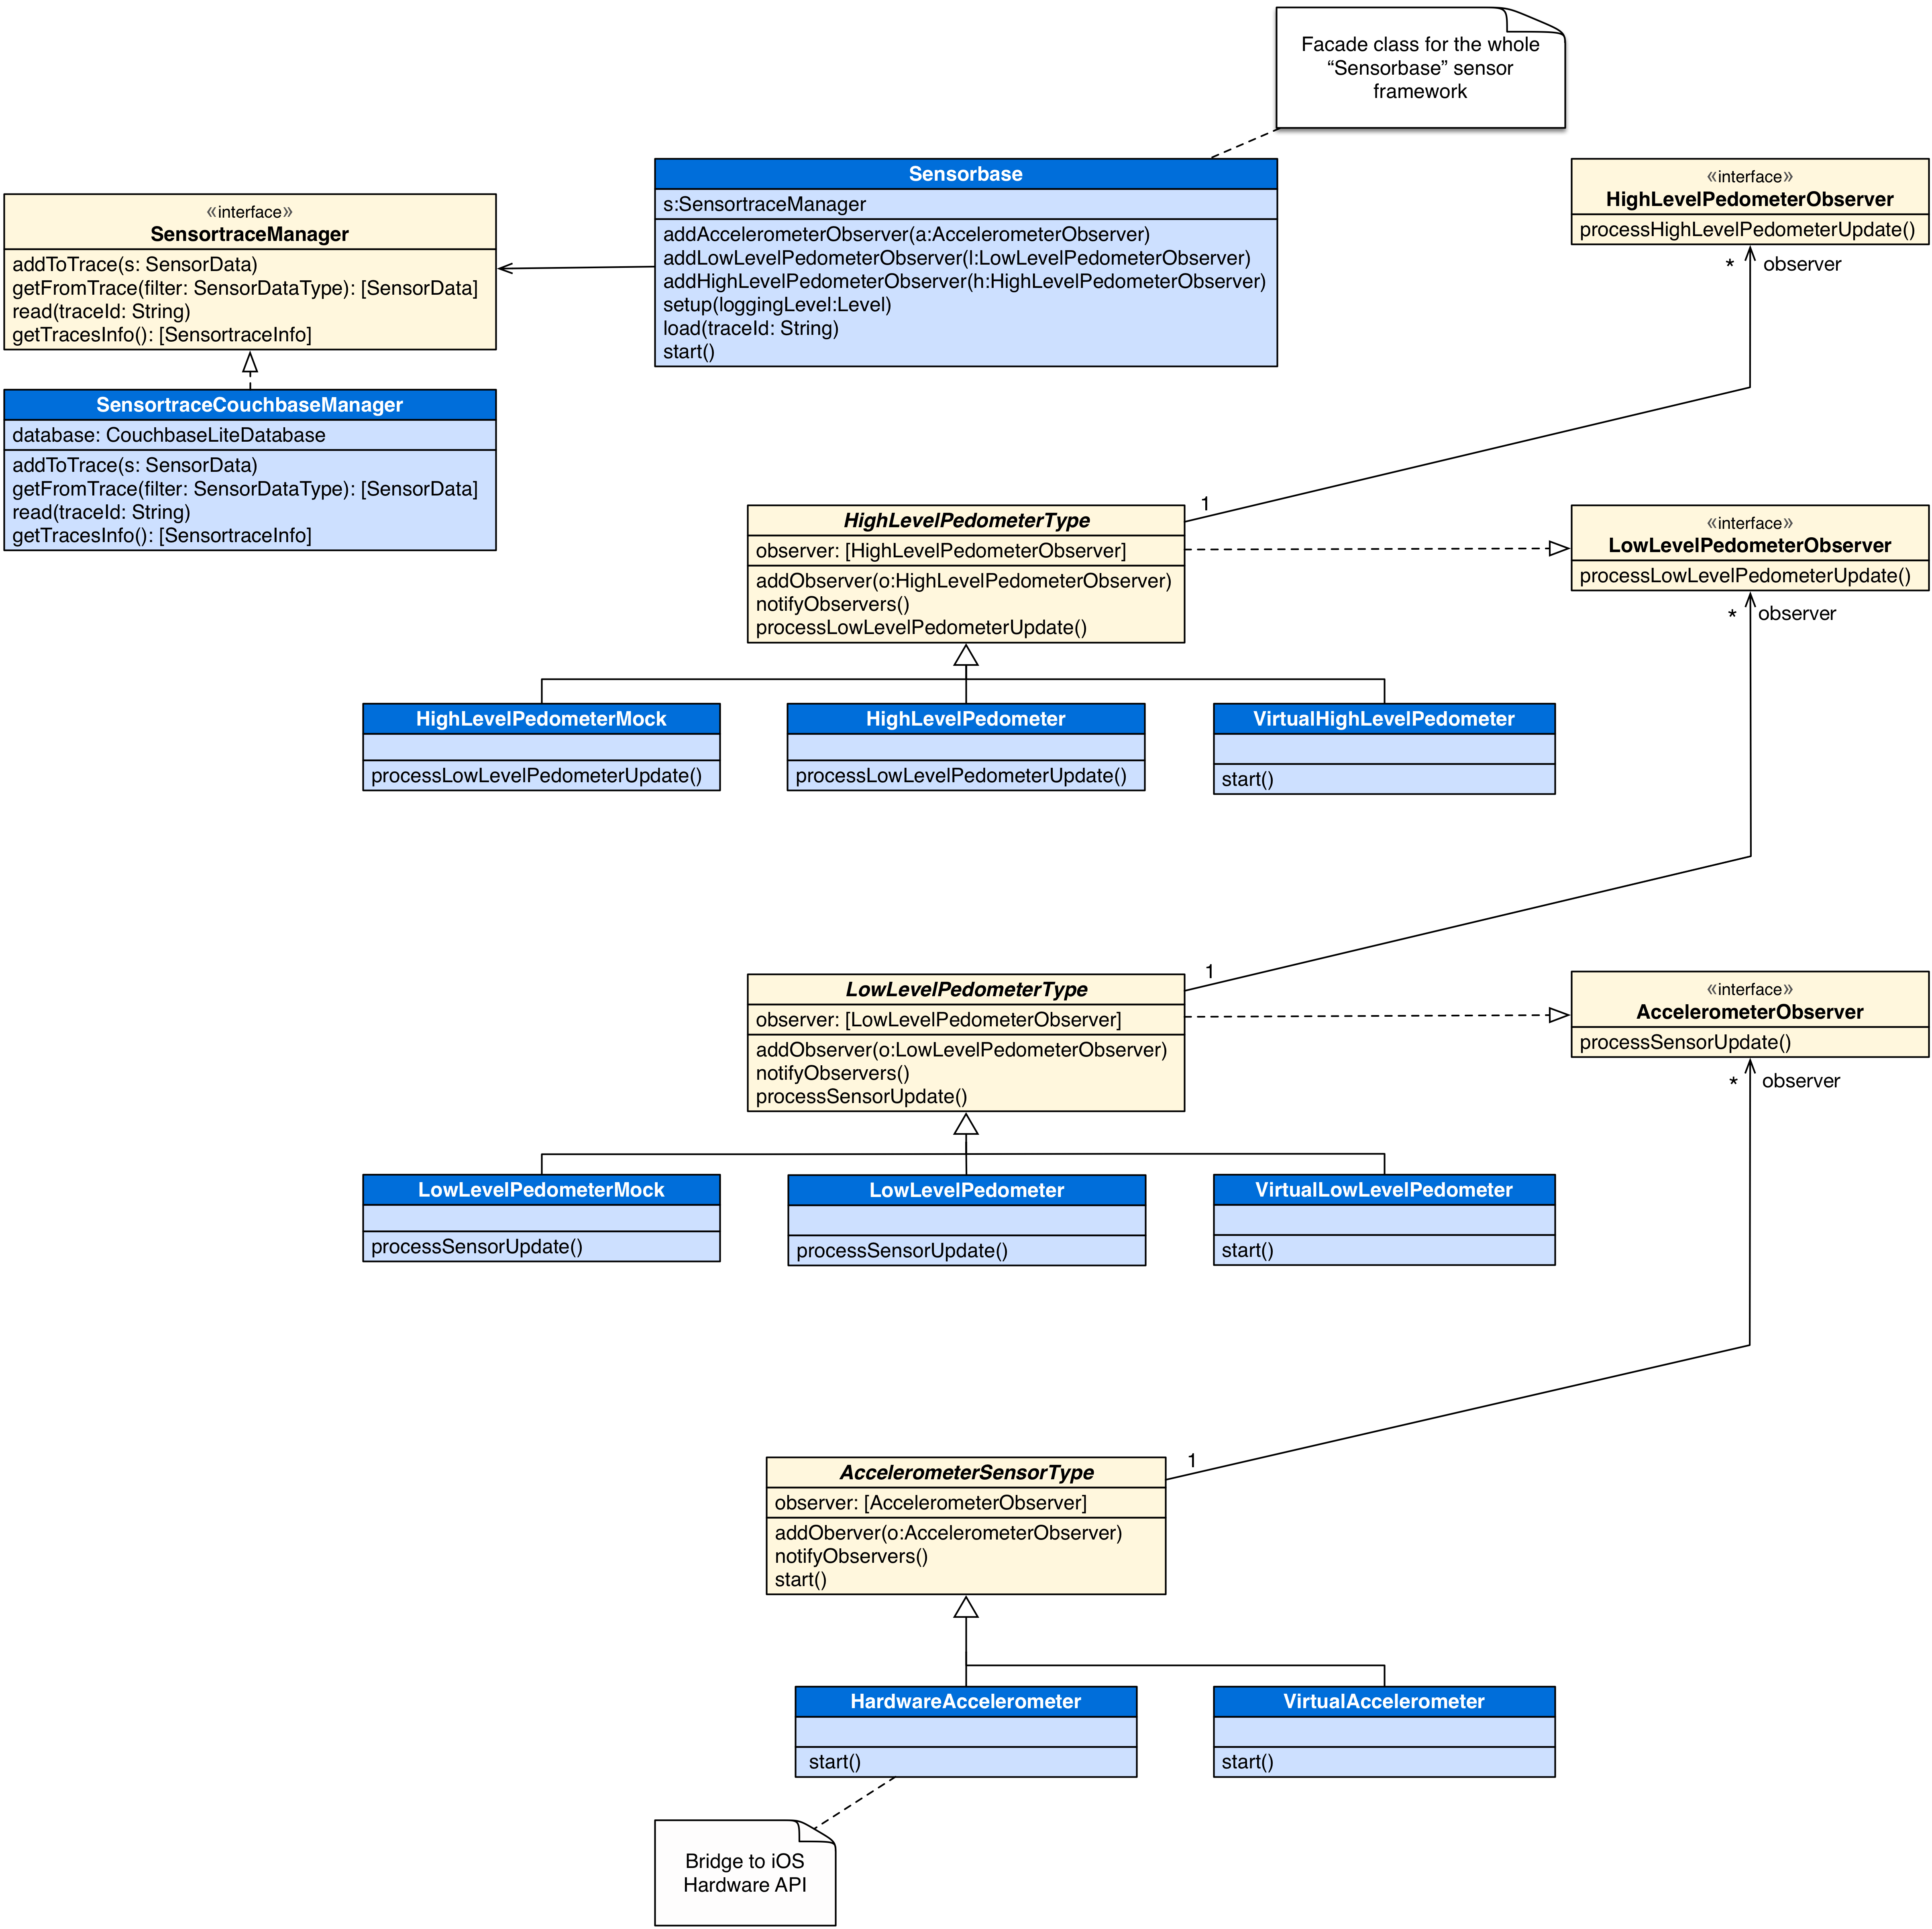 Facade class for the whole
“Sensorbase” sensor
framework
Sensorbase
s:SensortraceManager
addAccelerometerObserver(a:AccelerometerObserver)
addLowLevelPedometerObserver(l:LowLevelPedometerObserver)
addHighLevelPedometerObserver(h:HighLevelPedometerObserver)
setup(loggingLevel:Level)
load(traceId: String)
start()
«interface»
HighLevelPedometerObserver
processHighLevelPedometerUpdate()
* observer
«interface»
SensortraceManager
addToTrace(s: SensorData)
getFromTrace(filter: SensorDataType): [SensorData]
read(traceId: String)
getTracesInfo(): [SensortraceInfo]
SensortraceCouchbaseManager
database: CouchbaseLiteDatabase
addToTrace(s: SensorData)
getFromTrace(filter: SensorDataType): [SensorData]
read(traceId: String)
getTracesInfo(): [SensortraceInfo]
1
HighLevelPedometerType
observer: [HighLevelPedometerObserver]
addObserver(o:HighLevelPedometerObserver)
notifyObservers()
processLowLevelPedometerUpdate()
«interface»
LowLevelPedometerObserver
processLowLevelPedometerUpdate()
* observer
HighLevelPedometerMock
processLowLevelPedometerUpdate()
HighLevelPedometer
processLowLevelPedometerUpdate()
VirtualHighLevelPedometer
start()
1
LowLevelPedometerType
observer: [LowLevelPedometerObserver]
addObserver(o:LowLevelPedometerObserver)
notifyObservers()
processSensorUpdate()
«interface»
AccelerometerObserver
processSensorUpdate()
* observer
LowLevelPedometerMock
processSensorUpdate()
LowLevelPedometer
processSensorUpdate()
VirtualLowLevelPedometer
start()
1
AccelerometerSensorType
observer: [AccelerometerObserver]
addOberver(o:AccelerometerObserver)
notifyObservers()
start()
HardwareAccelerometer
start()
VirtualAccelerometer
start()
Bridge to iOS
Hardware API